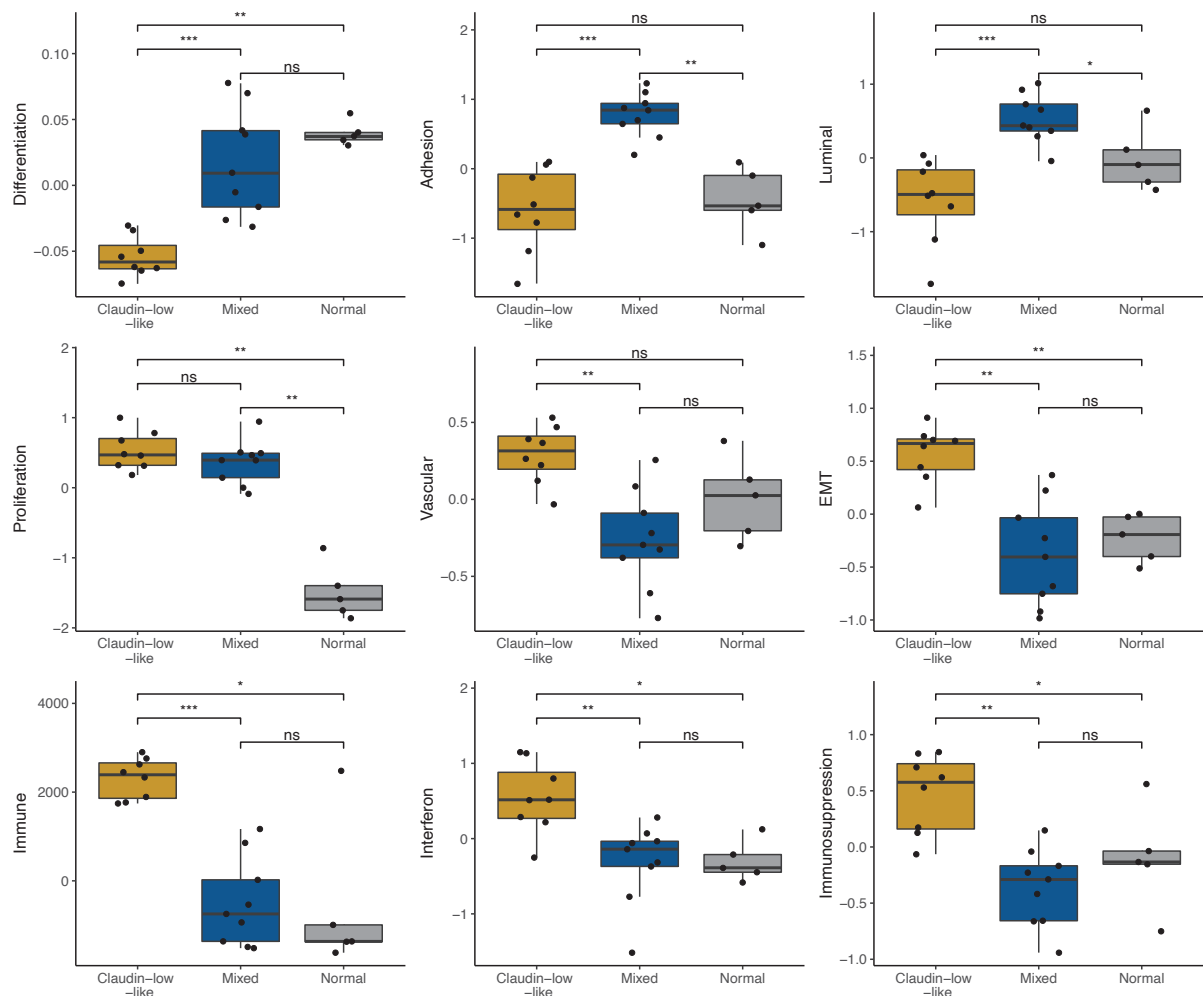 Differentiation
0.10
0.05
0.00
−0.05
**
***
ns
Claudin−low
−like
Mixed
Normal
Adhesion
2
1
0
−1
ns
***
**
Claudin−low
−like
Mixed
Normal
Luminal
1
0
−1
ns
***
*
Claudin−low
−like
Mixed
Normal
Proliferation
2
1
0
−1
−2
**
ns
**
Claudin−low
−like
Mixed
Normal
Vascular
0.5
0.0
−0.5
ns
**
ns
Claudin−low
−like
Mixed
Normal
EMT
1.5
1.0
0.5
0.0
−0.5
−1.0
**
**
ns
Claudin−low
−like
Mixed
Normal
Immune
4000
2000
0
*
***
ns
Claudin−low
−like
Mixed
Normal
Interferon
2
1
0
−1
*
**
ns
Claudin−low
−like
Mixed
Normal
Immunosuppression
1.0
0.5
0.0
−0.5
−1.0
*
**
ns
Claudin−low
−like
Mixed
Normal